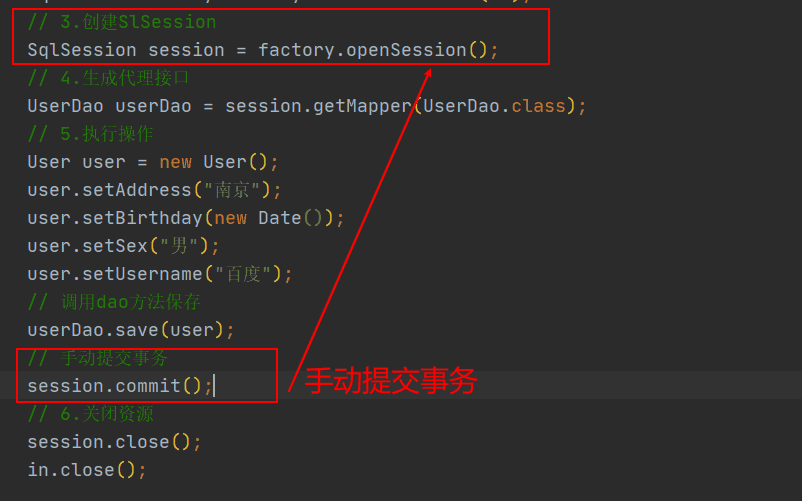 // 3.创建SlSession
SqlSession session = factory.openSession();
// 4.生成代理接口
UserDao userDao = session.getMapper(UserDao.class);
// 5.执行操作
User user = new User();
user.setAddress("南京");
user.setBirthday(new Date());
user.setSex("男");
user.setUsername("百度");
// 调用dao方法保存
userDao.save(user);
// 手动提交事务
session.commit();
手动提交事务
// 6.关闭资源
session.close();
in.close();